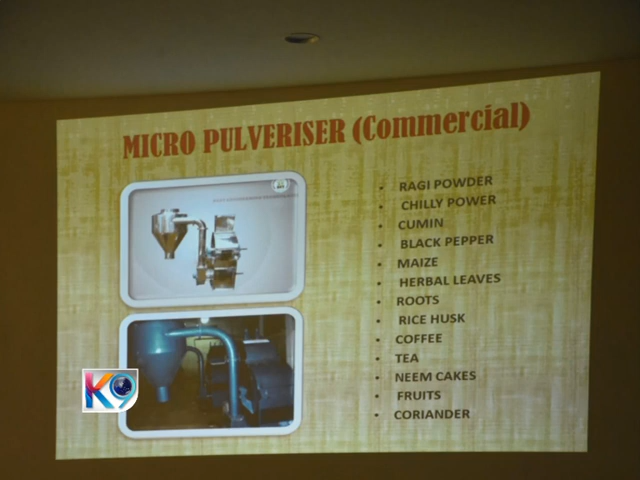 MICRO PULVERISER (Commercial)
• RAGI POWDER
• CHILLY POWER
• CUMIN
• BLACK PEPPER
• MAIZE
• HERBAL LEAVES
• ROOTS
• RICE HUSK
• COFFEE
• TEA
• NEEM CAKES
• FRUITS
• CORIANDER
K9